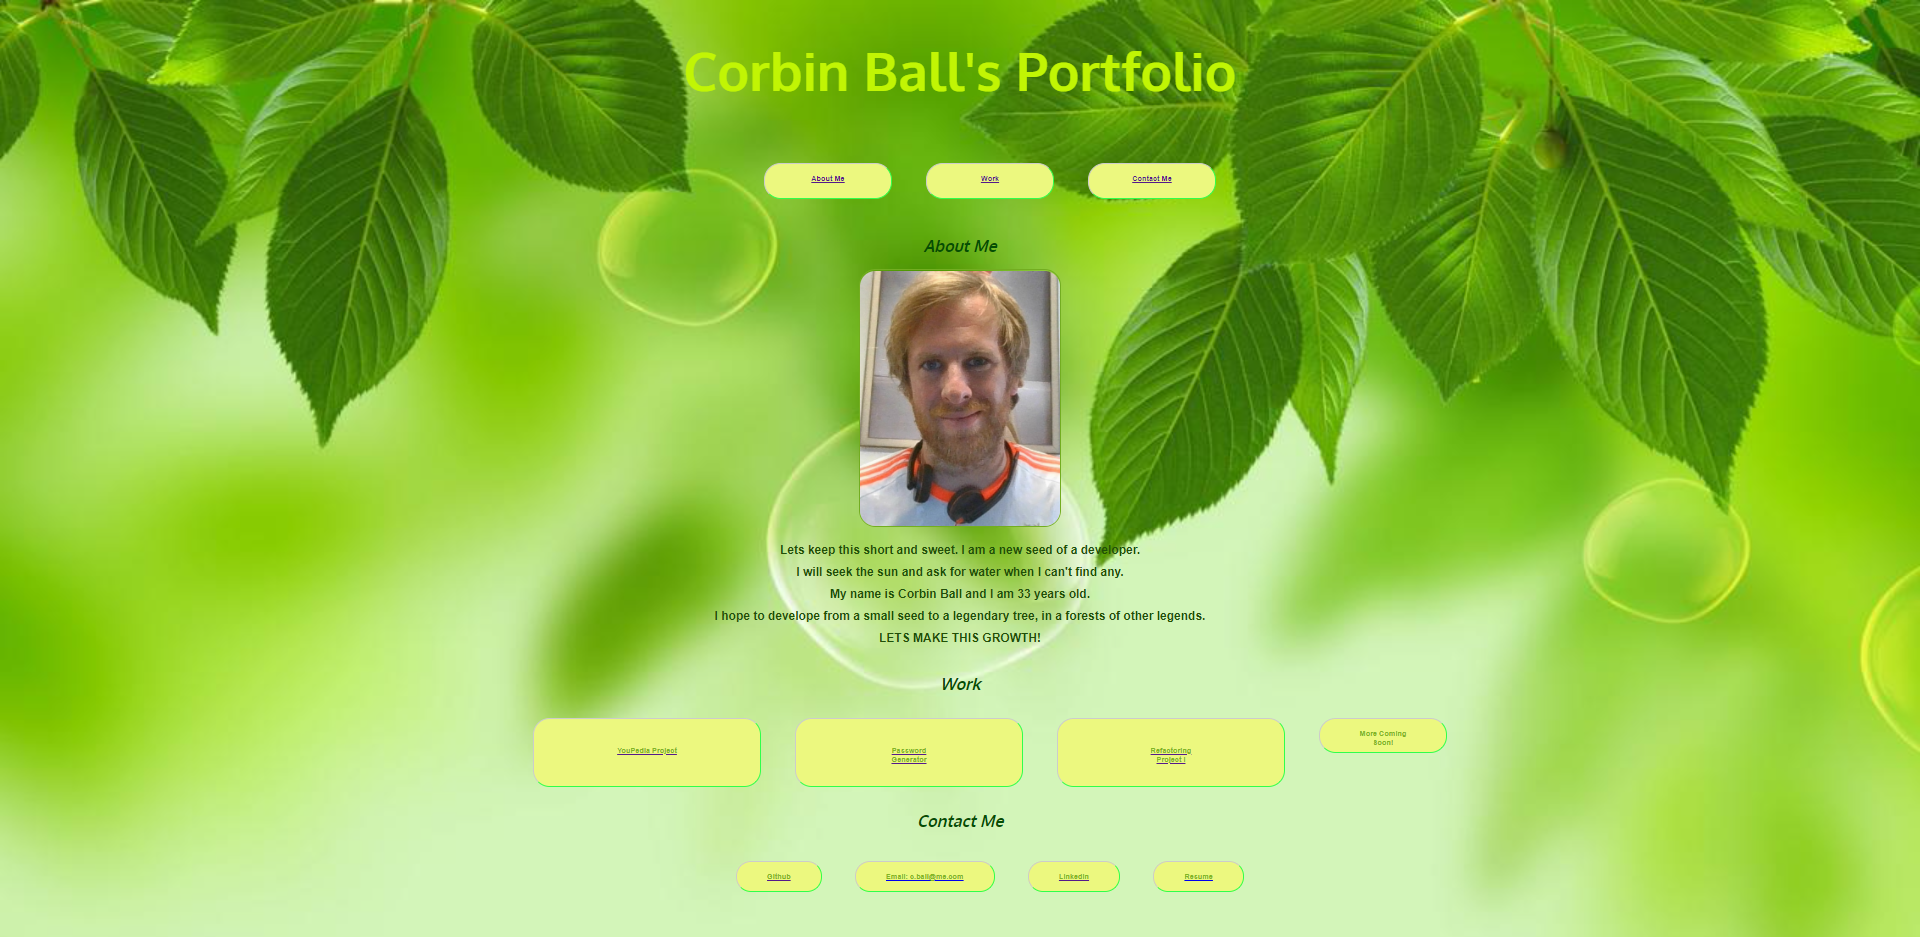 Corbin Ball's Portfolio
About Me
Work
Contact Me
About Me
Lets keep this short and sweet. I am a new seed of a developer.
I will seek the sun and ask for water when I can't find any.
My name is Corbin Ball and I am 33 years old.
I hope to develope from a small seed to a legendary tree, in a forests of other legends.
LETS MAKE THIS GROWTH!
Work
YouPedia Project
Password
Generator
Refactoring
Project I
More Coming
Soon!
Contact Me
Github
Email: c.ball@me.com
Linkedin
Resume